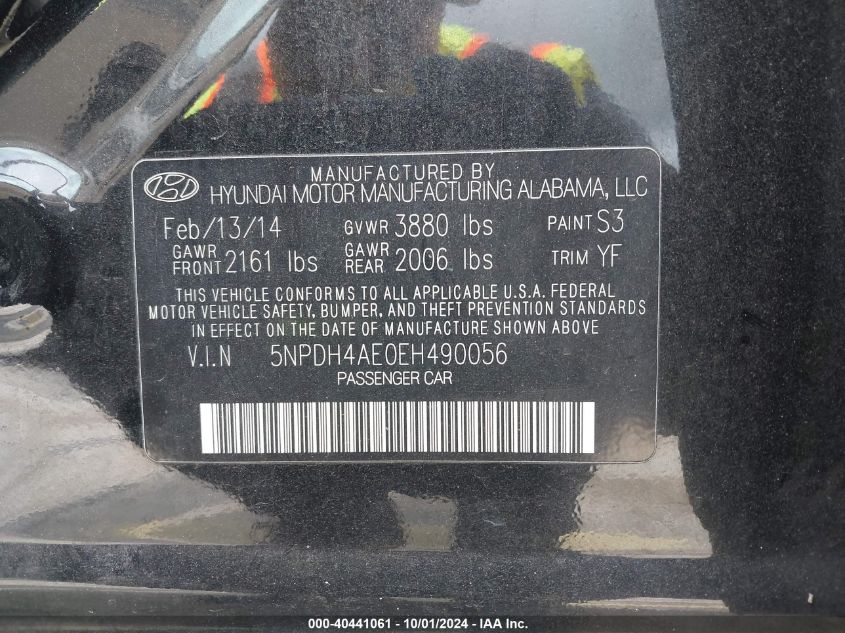 MANUFACTURED BY
HYUNDAI MOTOR MANUFACTURING ALABAMA, LLC
Feb/13/14 GVWR 3880 lbs PAINT S3
GAWR FRONT 2161 lbs GAWR REAR 2006 lbs TRIM YF
THIS VEHICLE CONFORMS TO ALL APPLICABLE U.S.A. FEDERAL
MOTOR VEHICLE SAFETY, BUMPER, AND THEFT PREVENTION STANDARDS
IN EFFECT ON THE DATE OF MANUFACTURE SHOWN ABOVE
V.I.N 5NPDH4AE0EH490056
PASSENGER CAR
000-40441061 - 10/01/2024 - IAA Inc.